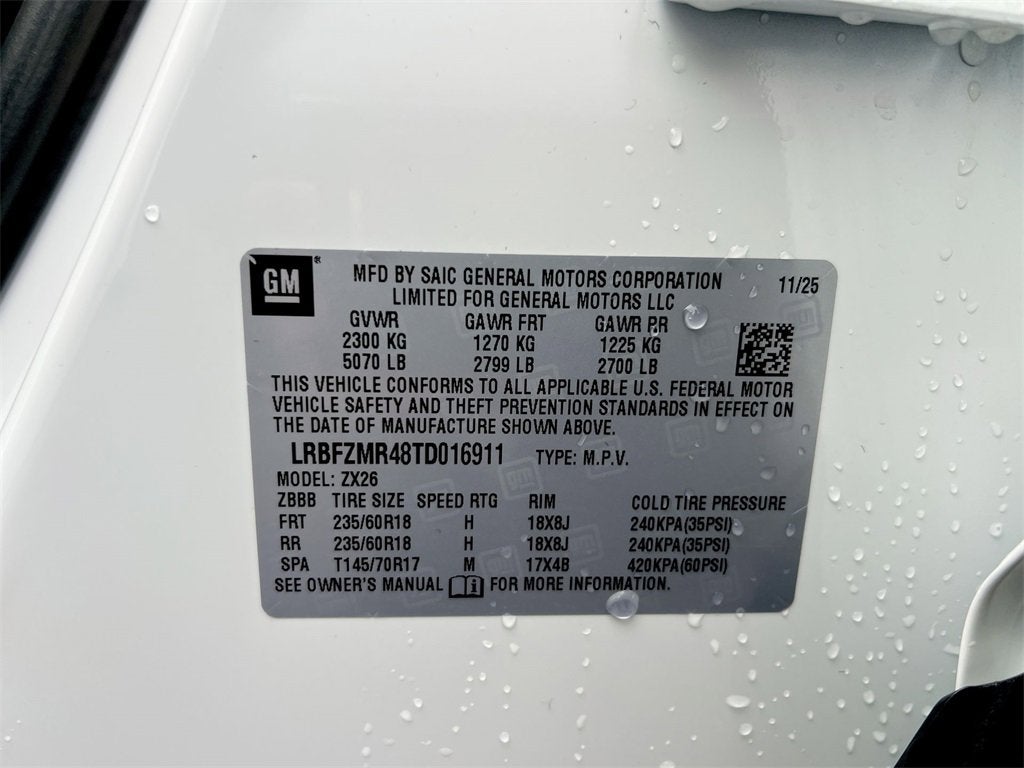 GM
MFD BY SAIC GENERAL MOTORS CORPORATION 11/25
LIMITED FOR GENERAL MOTORS LLC
GVWR GAWR FRT GAWR RR
2300 KG 1270 KG 1225 KG
5070 LB 2799 LB 2700 LB
THIS VEHICLE CONFORMS TO ALL APPLICABLE U.S. FEDERAL MOTOR
VEHICLE SAFETY AND THEFT PREVENTION STANDARDS IN EFFECT ON
THE DATE OF MANUFACTURE SHOWN ABOVE.
LRBFZMR48TD016911 TYPE: M.P.V.
MODEL: ZX26
ZBBB TIRE SIZE SPEED RTG RIM COLD TIRE PRESSURE
FRT 235/60R18 H 18X8J 240KPA(35PSI)
RR 235/60R18 H 18X8J 240KPA(35PSI)
SPA T145/70R17 M 17X4B 420KPA(60PSI)
SEE OWNER'S MANUAL FOR MORE INFORMATION.